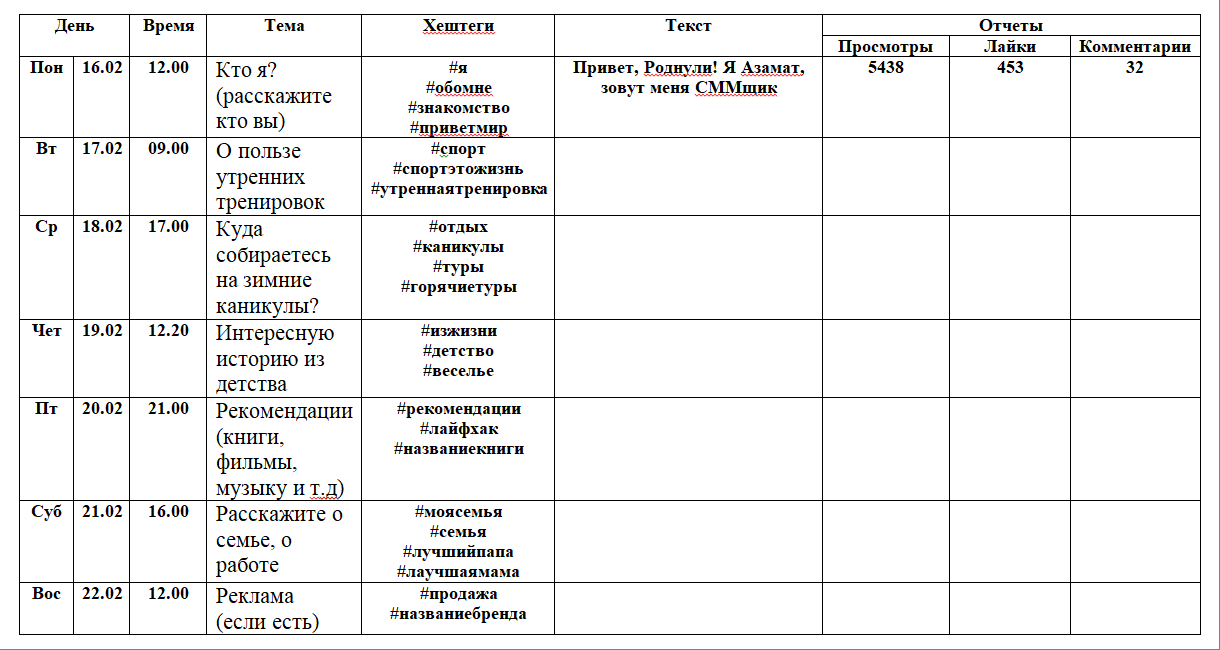 День Время Тема Хештеги Текст Отчеты
Просмотры Лайки Комментарии
Пон 16.02 12.00 Кто я? #я Привет, Роднули! Я Азамат, 5438 453 32
(расскажите #обомне зовут меня СММщик
кто вы) #знакомство
#приветмир
Вт 17.02 09.00 О пользе #спорт
утренних #спортэтожизнь
тренировок #утреннаятренировка
Ср 18.02 17.00 Куда #отдых
собираетесь #каникулы
на зимние #туры
каникулы? #горячиетуры
Чет 19.02 12.20 Интересную #изжизни
историю из #детство
детства #веселье
Пт 20.02 21.00 Рекомендации #рекомендации
(книги, #лайфхак
фильмы, #названиекниги
музыку и т.д)
Суб 21.02 16.00 Расскажите о #моясемья
семье, о #семья
работе #лучшийпапа
#лаучшаямама
Вос 22.02 12.00 Реклама #продажа
(если есть) #названиебренда